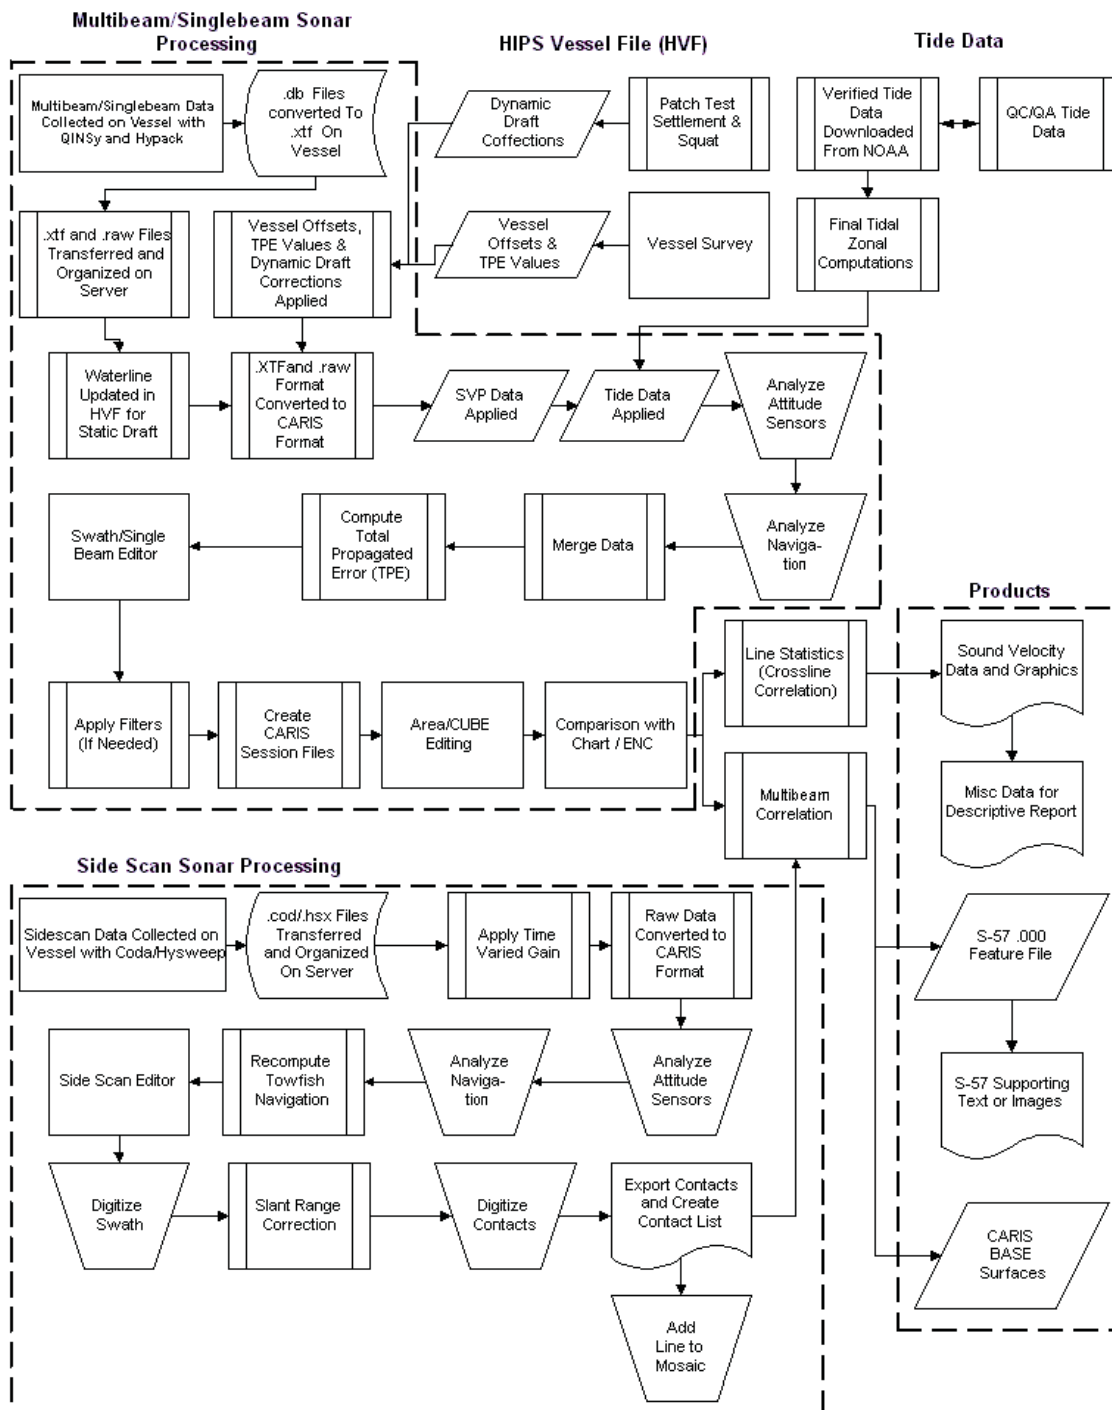 Multibeam/Singlebeam Sonar
Processing
HIPS Vessel File (HVF)
Tide Data
Multibeam/Singlebeam Data
Collected on Vessel with
QINSy and Hypack
.db Files
converted To
.xtf On
Vessel
Dynamic
Draft
Coffections
Patch Test
Settlement &
Squat
Verified Tide
Data
Downloaded
From NOAA
QC/QA Tide
Data
.xtf and .raw Files
Transferred and
Organized on
Server
Vessel Offsets,
TPE Values &
Dynamic Draft
Corrections
Applied
Vessel
Offsets &
TPE Values
Vessel Survey
Final Tidal
Zonal
Computations
Waterline
Updated in
HVF for
Static Draft
.XTFand .raw
Format
Converted to
CARIS
Format
SVP Data
Applied
Tide Data
Applied
Analyze
Attitude
Sensors
Swath/Single
Beam Editor
Compute
Total
Propagated
Error (TPE)
Merge Data
Analyze
Naviga-
tion
Products
Apply Filters
(If Needed)
Create
CARIS
Session Files
Area/CUBE
Editing
Comparison with
Chart / ENC
Line Statistics
(Crossline
Correlation)
Sound Velocity
Data and Graphics
Multibeam
Correlation
Misc Data for
Descriptive Report
Side Scan Sonar Processing
Sidescan Data Collected on
Vessel with Coda/Hysweep
.cod/.hsx Files
Transferred
and Organized
On Server
Apply Time
Varied Gain
Raw Data
Converted to
CARIS
Format
S-57 .000
Feature File
Side Scan Editor
Recompute
Towfish
Navigation
Analyze
Naviga-
tion
Analyze
Attitude
Sensors
S-57 Supporting
Text or Images
Digitize
Swath
Slant Range
Correction
Digitize
Contacts
Export Contacts
and Create
Contact List
CARIS
BASE
Surfaces
Add
Line to
Mosaic